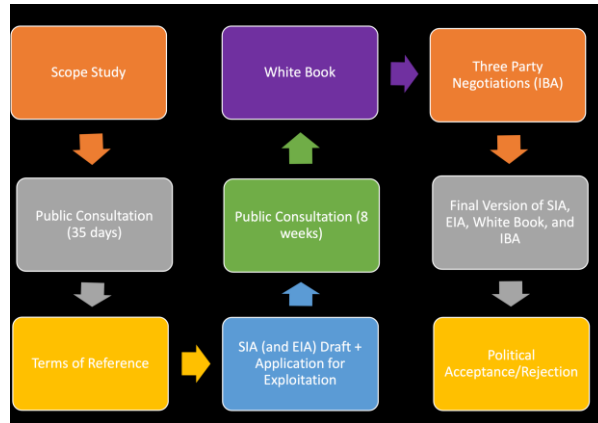 Scope Study
Public Consultation
(35 days)
Terms of Reference
SIA (and EIA) Draft +
Application for
Exploitation
Public Consultation (8
weeks)
White Book
Three Party
Negotiations (IBA)
Final Version of SIA,
EIA, White Book, and
IBA
Political
Acceptance/Rejection